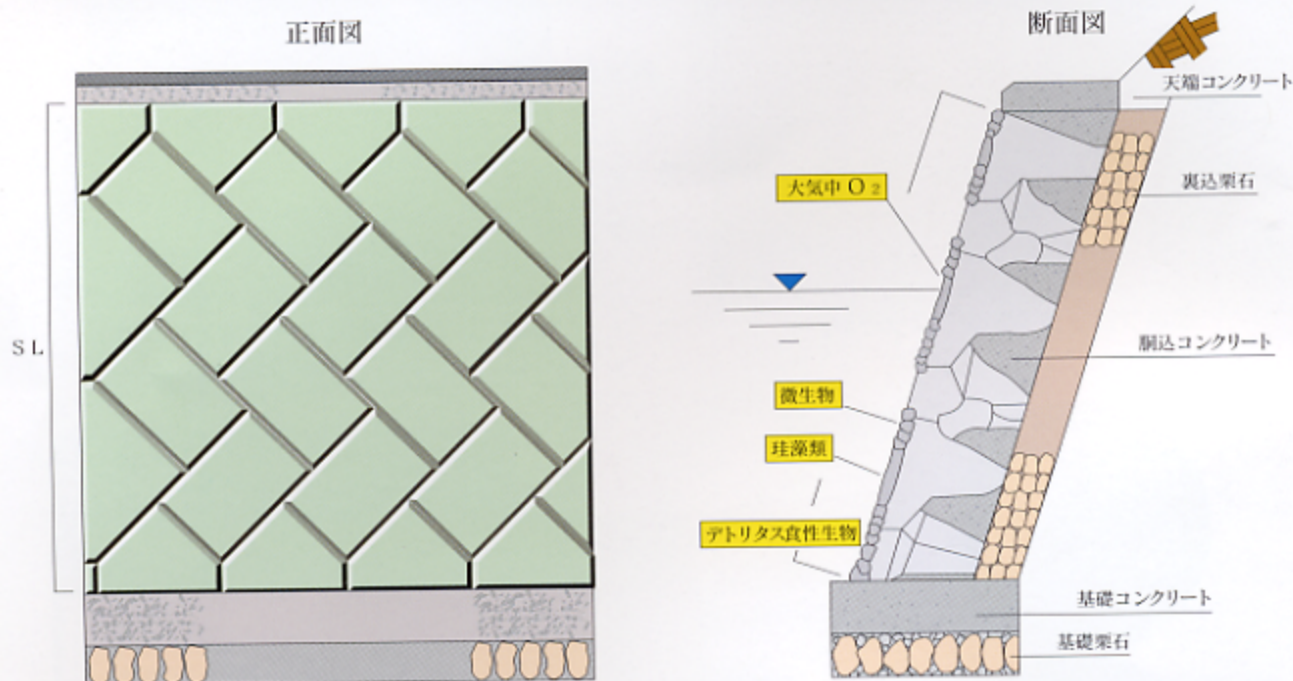 正面図
断面図
天端コンクリート
大気中 O₂
裏込栗石
SL
胴込コンクリート
微生物
珪藻類
デトリタス食性生物
基礎コンクリート
基礎栗石